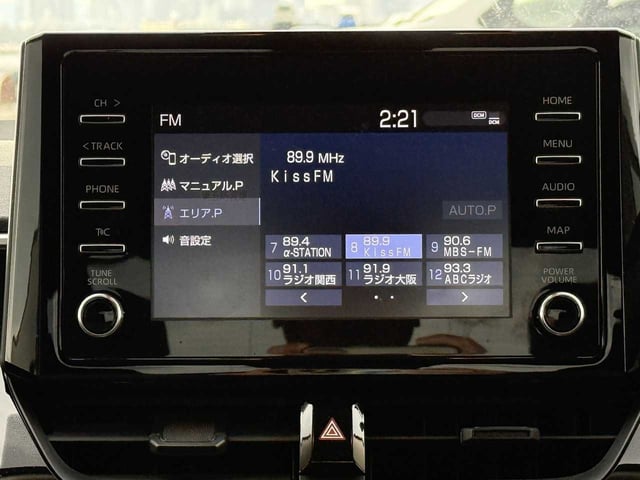 FM
2:21
DCM
DCM
オーディオ選択
マニュアル.P
エリア.P
音設定
89.9 MHz
KissFM
AUTO.P
7 89.4 α-STATION
8 89.9 KissFM
9 90.6 MBS-FM
10 91.1 ラジオ関西
11 91.9 ラジオ大阪
12 93.3 ABCラジオ
<
>
CH >
< TRACK
PHONE
T&C
TUNE
SCROLL
HOME
MENU
AUDIO
MAP
POWER
VOLUME